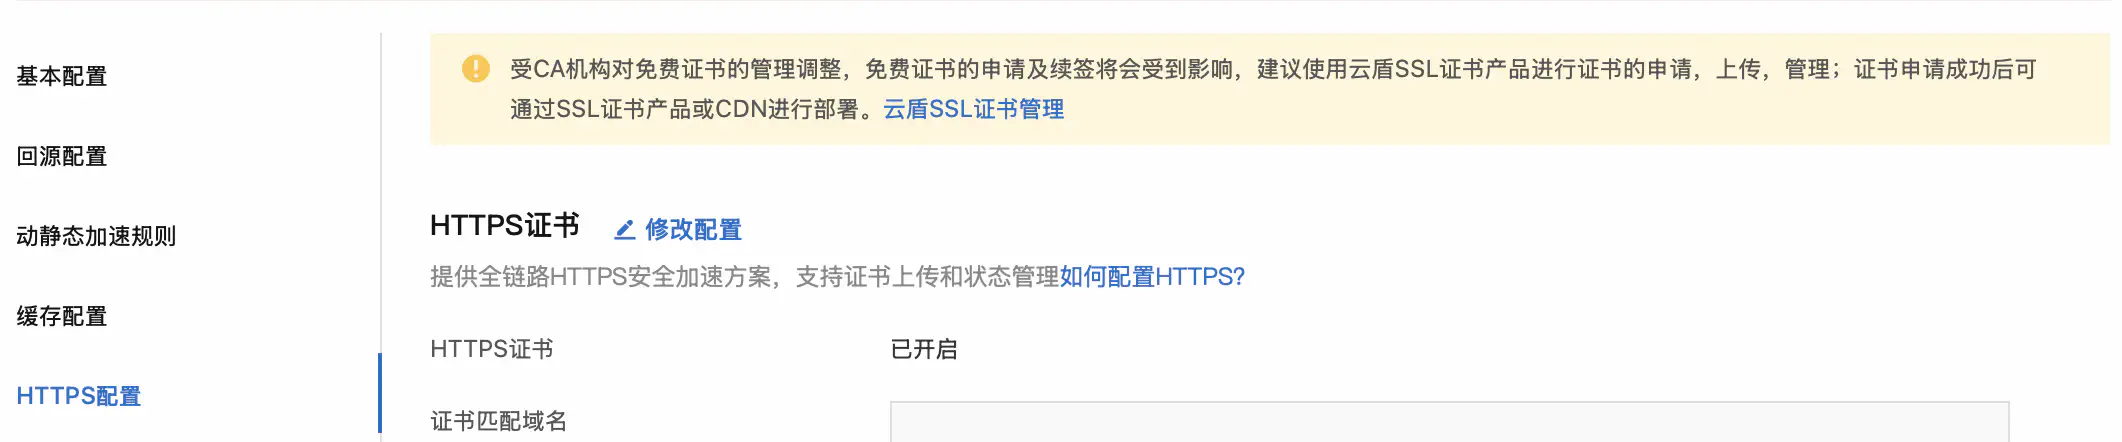 基本配置
回源配置
动静态加速规则
缓存配置
HTTPS配置
受CA机构对免费证书的管理调整，免费证书的申请及续签将会受到影响，建议使用云盾SSL证书产品进行证书的申请，上传，管理；证书申请成功后可
通过SSL证书产品或CDN进行部署。云盾SSL证书管理
HTTPS证书 修改配置
提供全链路HTTPS安全加速方案，支持证书上传和状态管理如何配置HTTPS?
HTTPS证书 已开启
证书匹配域名